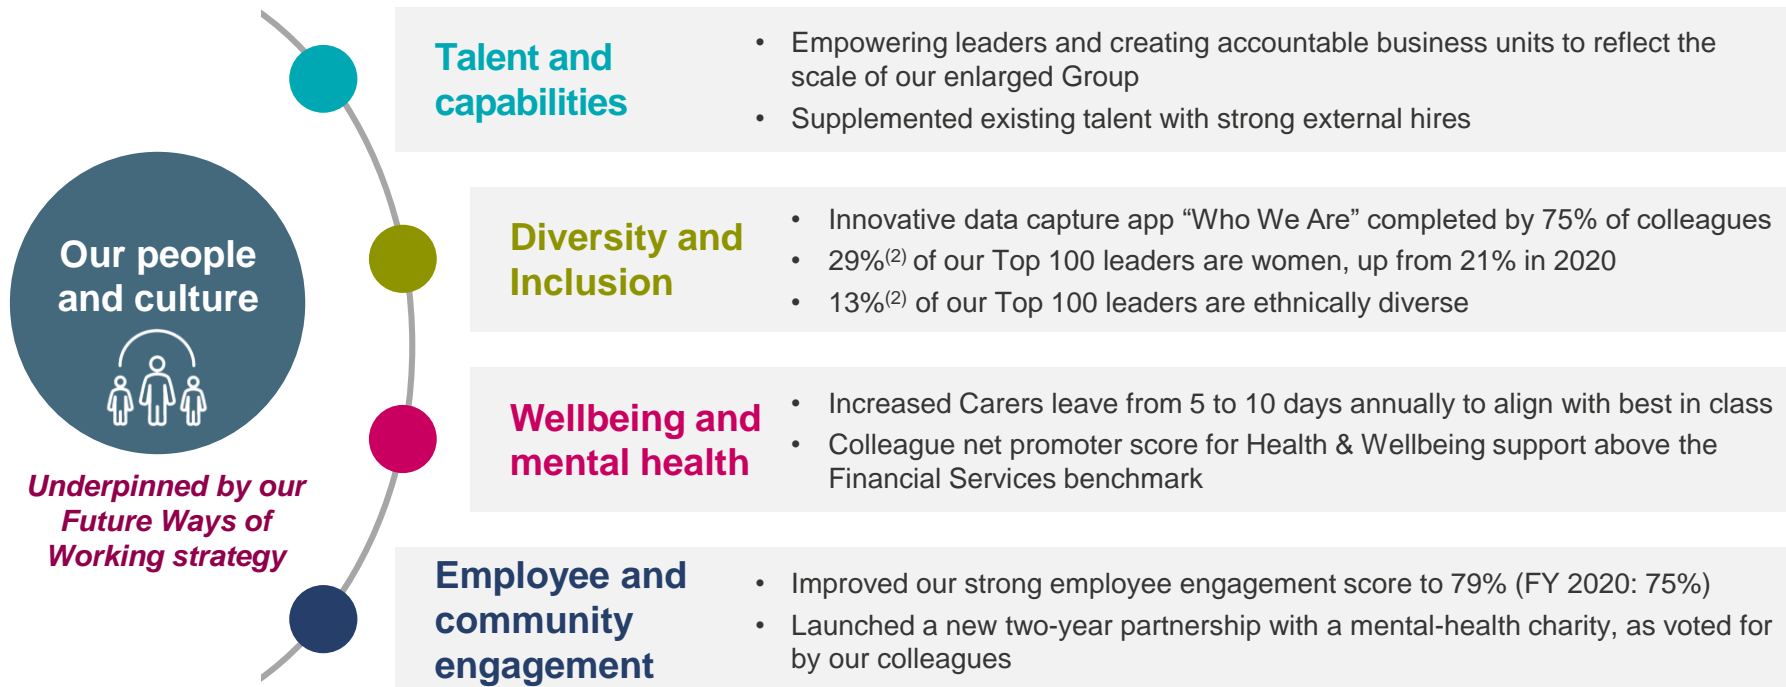 Our people
and culture
Underpinned by our
Future Ways of
Working strategy
Talent and
capabilities
• Empowering leaders and creating accountable business units to reflect the
scale of our enlarged Group
• Supplemented existing talent with strong external hires
Diversity and
Inclusion
• Innovative data capture app “Who We Are” completed by 75% of colleagues
• 29%(2) of our Top 100 leaders are women, up from 21% in 2020
• 13%(2) of our Top 100 leaders are ethnically diverse
Wellbeing and
mental health
• Increased Carers leave from 5 to 10 days annually to align with best in class
• Colleague net promoter score for Health & Wellbeing support above the
Financial Services benchmark
Employee and
community
engagement
• Improved our strong employee engagement score to 79% (FY 2020: 75%)
• Launched a new two-year partnership with a mental-health charity, as voted for
by our colleagues